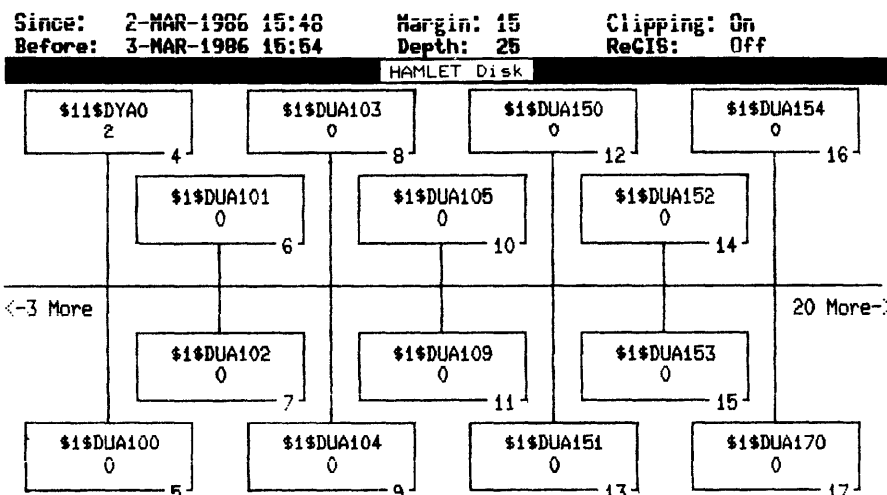 Since: 2-MAR-1986 15:48 Margin: 15 Clipping: On
Before: 3-MAR-1986 15:54 Depth: 25 ReGIS: Off
HAMLET Disk
$11$DYA0 $1$DUA103 $1$DUA150 $1$DUA154
2 0 0 0
4 8 12 16
$1$DUA101 $1$DUA105 $1$DUA152
0 0 0
6 10 14
<-3 More 20 More->
$1$DUA102 $1$DUA109 $1$DUA153
0 0 0
7 11 15
$1$DUA100 $1$DUA104 $1$DUA151 $1$DUA170
0 0 0 0
5 9 13 17